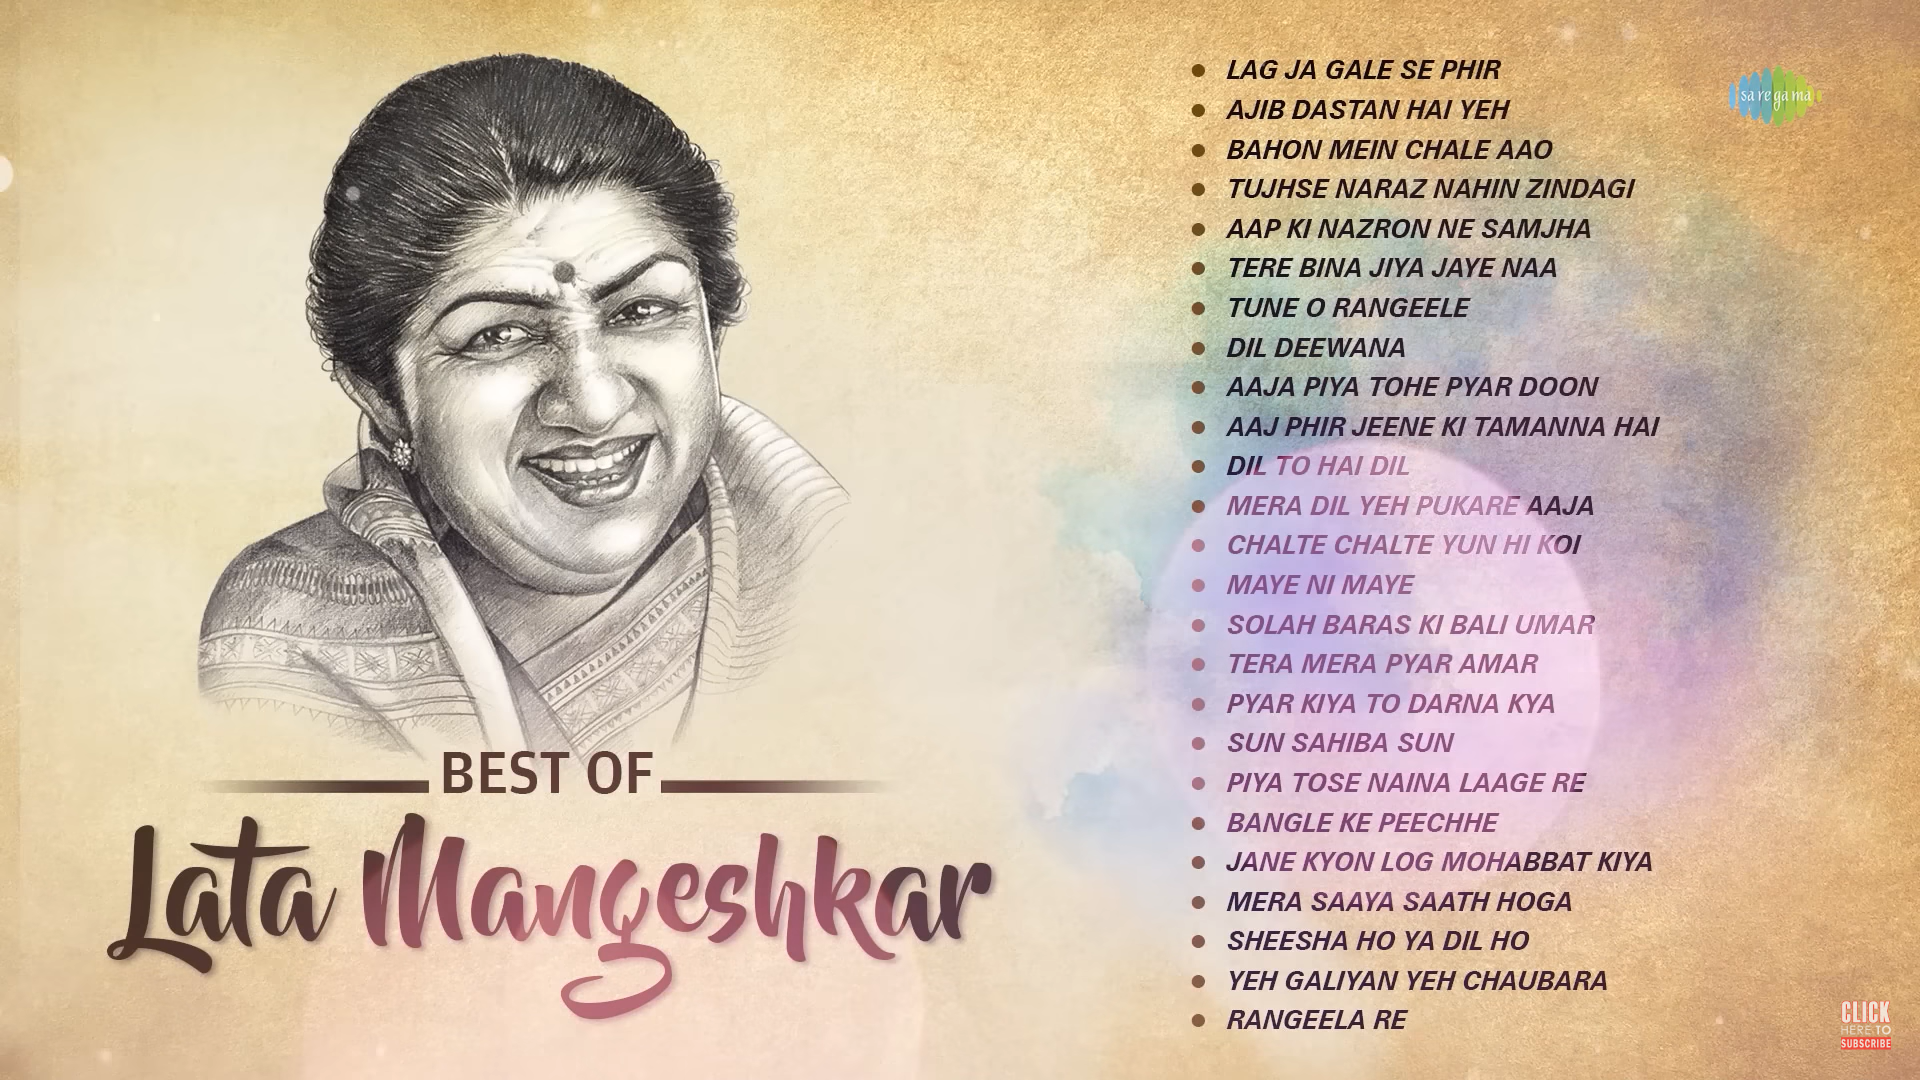 LAG JA GALE SE PHIR
AJIB DASTAN HAI YEH
BAHON MEIN CHALE AAO
TUJHSE NARAZ NAHIN ZINDAGI
AAP KI NAZRON NE SAMJHA
TERE BINA JIYA JAYE NAA
TUNE O RANGEELE
DIL DEEWANA
AAJA PIYA TOHE PYAR DOON
AAJ PHIR JEENE KI TAMANNA HAI
DIL TO HAI DIL
MERA DIL YEH PUKARE AAJA
CHALTE CHALTE YUN HI KOI
MAYE NI MAYE
SOLAH BARAS KI BALI UMAR
TERA MERA PYAR AMAR
PYAR KIYA TO DARNA KYA
SUN SAHIBA SUN
PIYA TOSE NAINA LAAGE RE
BANGLE KE PEECHHE
JANE KYON LOG MOHABBAT KIYA
MERA SAAYA SAATH HOGA
SHEESHA HO YA DIL HO
YEH GALIYAN YEH CHAUBARA
RANGEELA RE
BEST OF
Lata Mangeshkar
sa re ga ma
CLICK
HERE TO
SUBSCRIBE